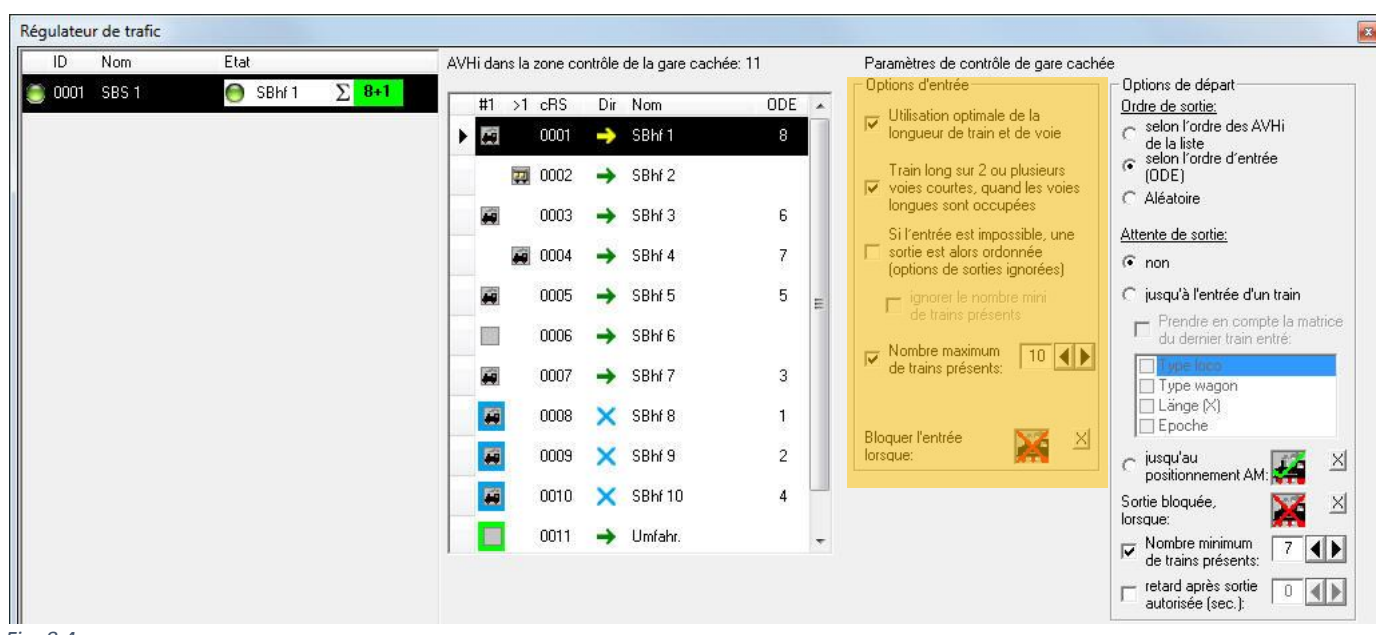 Régulateur de trafic
ID Nom Etat
0001 SBS 1 SBhf 1 Σ 8+1
AVHi dans la zone contrôle de la gare cachée: 11
#1 >1 cRS Dir Nom ODE
0001 SBhf 1 8
0002 SBhf 2
0003 SBhf 3 6
0004 SBhf 4 7
0005 SBhf 5 5
0006 SBhf 6
0007 SBhf 7 3
0008 SBhf 8 1
0009 SBhf 9 2
0010 SBhf 10 4
0011 Umfahr.
Paramètres de contrôle de gare cachée
Options d'entrée
Utilisation optimale de la
longueur de train et de voie
Train long sur 2 ou plusieurs
voies courtes, quand les voies
longues sont occupées
Si l'entrée est impossible, une
sortie est alors ordonnée
(options de sorties ignorées)
ignorer le nombre mini
de trains présents
Nombre maximum 10
de trains présents:
Bloquer l'entrée
lorsque:
Options de départ
Ordre de sortie:
selon l'ordre des AVHi
de la liste
selon l'ordre d'entrée
(ODE)
Aléatoire
Attente de sortie:
non
jusqu'à l'entrée d'un train
Prendre en compte la matrice
du dernier train entré:
Type loco
Type wagon
Länge (X)
Epoche
jusqu'au
positionnement AM:
Sortie bloquée,
lorsque:
Nombre minimum 7
de trains présents:
retard après sortie 0
autorisée (sec.):